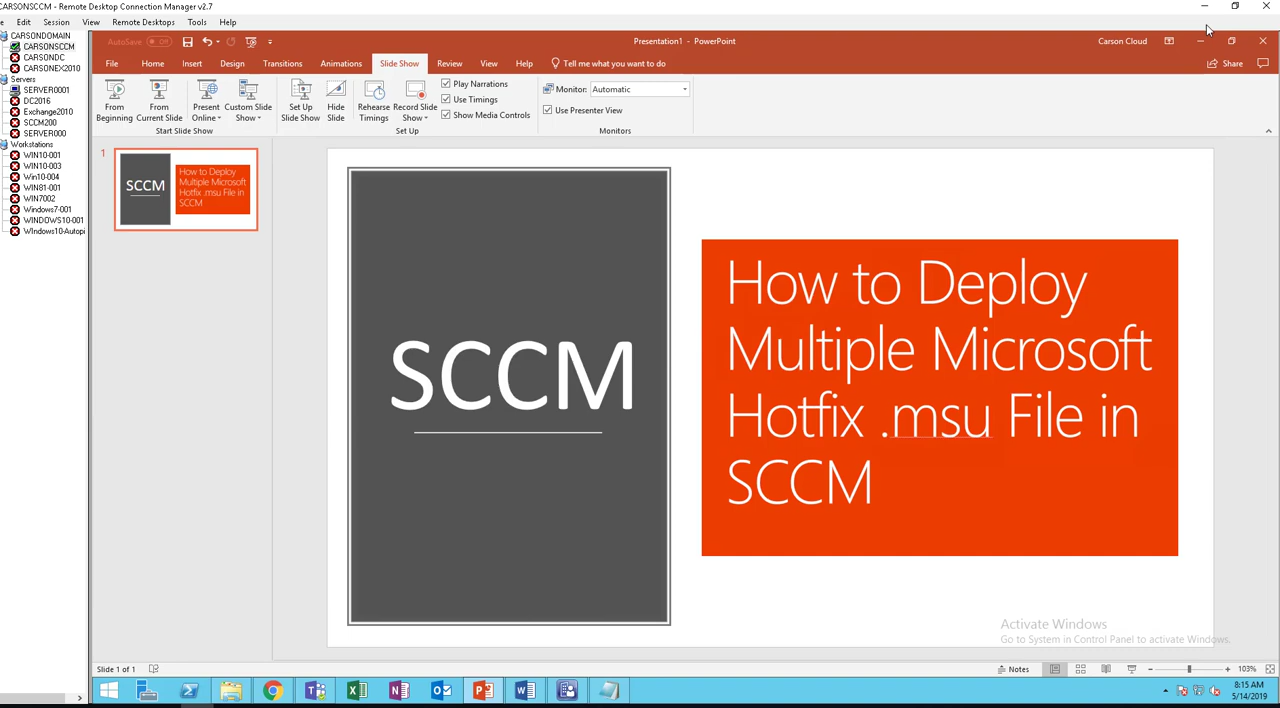 CARSONSCCM - Remote Desktop Connection Manager v2.7
e Edit Session View Remote Desktops Tools Help
CARSONDOMAIN
CARSONSCCM
CARSONDC
CARSONEX2010
Servers
SERVER0001
DC2016
Exchange2010
SCCM200
SERVER000
Workstations
WIN10-001
WIN10-003
Win10-004
WIN81-001
WIN7002
Windows7-001
WINDOWS10-001
WIndows10-Autopi
AutoSave Off
Presentation1 - PowerPoint
Carson Cloud
File Home Insert Design Transitions Animations Slide Show Review View Help Tell me what you want to do
Share
From Beginning
From Current Slide
Present Online
Custom Slide Show
Start Slide Show
Set Up Slide Show
Hide Slide
Rehearse Timings
Record Slide Show
Play Narrations
Use Timings
Show Media Controls
Set Up
Monitor: Automatic
Use Presenter View
Monitors
1
SCCM
How to Deploy
Multiple Microsoft
Hotfix .msu File in
SCCM
SCCM
How to Deploy
Multiple Microsoft
Hotfix .msu File in
SCCM
Activate Windows
Go to System in Control Panel to activate Windows.
Slide 1 of 1
Notes
103%
8:15 AM
5/14/2019